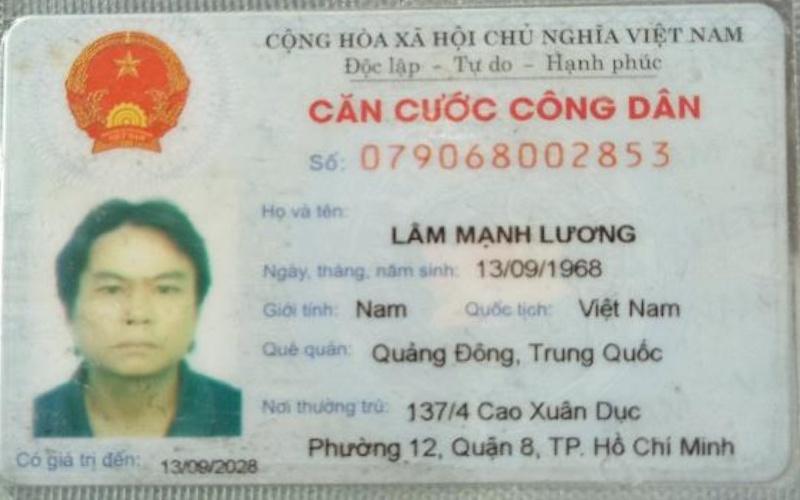 CỘNG HÒA XÃ HỘI CHỦ NGHĨA VIỆT NAM
Độc lập - Tự do - Hạnh phúc
CĂN CƯỚC CÔNG DÂN
Số: 079068002853
Họ và tên:
LÂM MẠNH LƯƠNG
Ngày, tháng, năm sinh: 13/09/1968
Giới tính: Nam Quốc tịch: Việt Nam
Quê quán: Quảng Đông, Trung Quốc
Nơi thường trú: 137/4 Cao Xuân Dục
Phường 12, Quận 8, TP. Hồ Chí Minh
Có giá trị đến: 13/09/2028